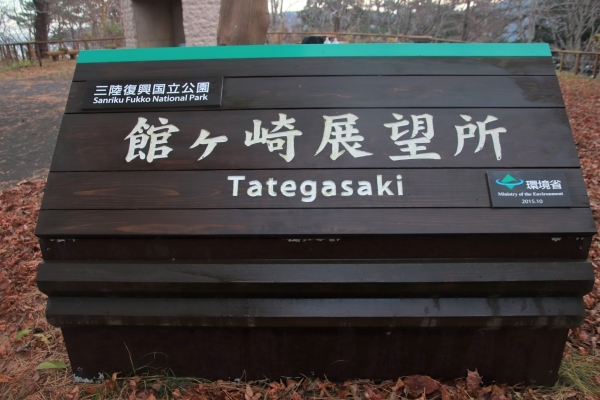 三陸復興国立公園
Sanriku Fukko National Park
館ヶ崎展望所
Tategasaki
環境省
Ministry of the Environment
2015.10